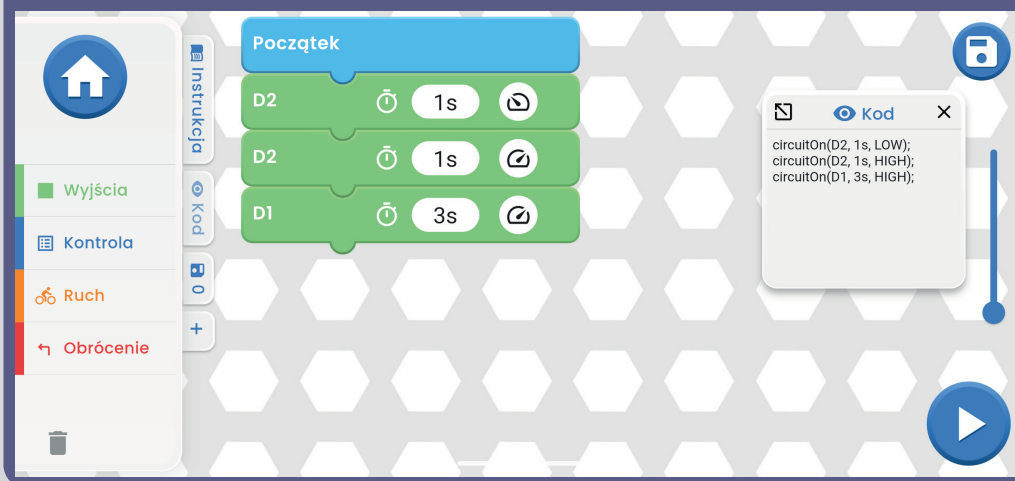 Wyjścia
Kontrola
Ruch
Obrócenie
Instrukcja
Kod
0
+
Początek
D2 1s
D2 1s
D1 3s
Kod
circuitOn(D2, 1s, LOW);
circuitOn(D2, 1s, HIGH);
circuitOn(D1, 3s, HIGH);